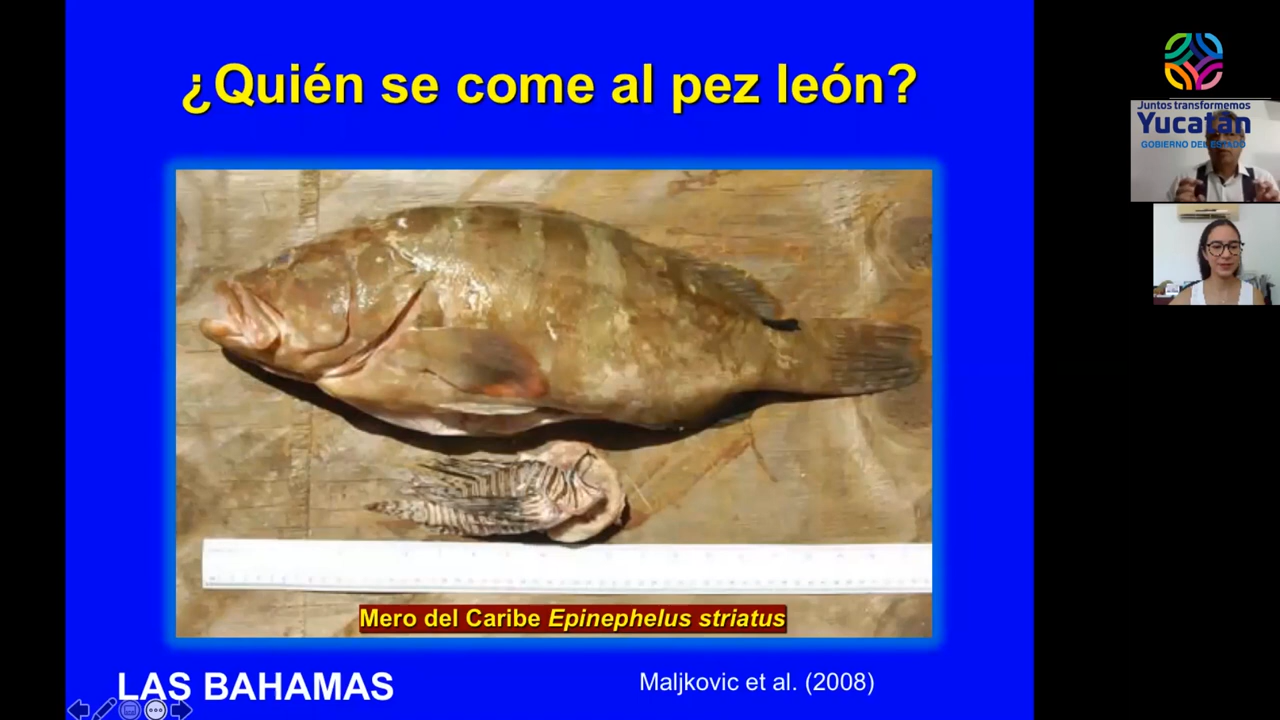 ¿Quién se come al pez león?
Juntos transformemos
Yucatán
GOBIERNO DEL ESTADO
Mero del Caribe Epinephelus striatus
LAS BAHAMAS
Maljkovic et al. (2008)